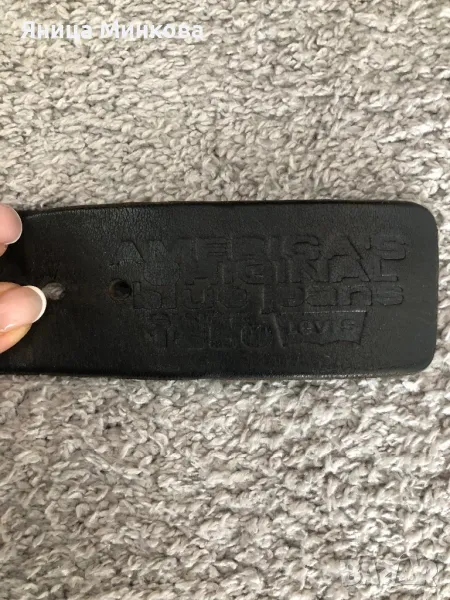 Яница Минкова
AMERICA'S
ORIGINAL
blue jeans
Levi's